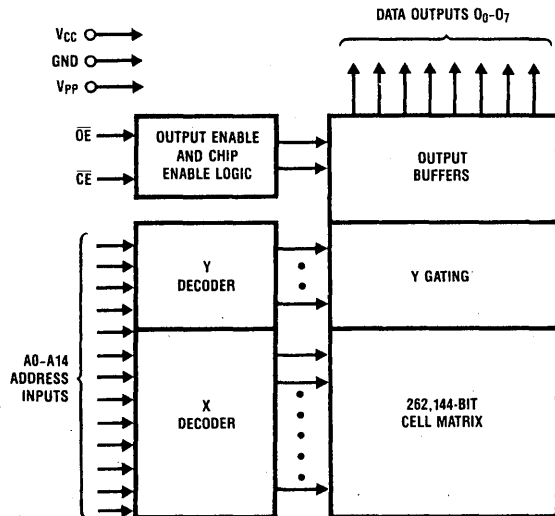 DATA OUTPUTS O0-O7
VCC
GND
VPP
OE
CE
OUTPUT ENABLE
AND CHIP
ENABLE LOGIC
OUTPUT
BUFFERS
Y
DECODER
Y GATING
A0-A14
ADDRESS
INPUTS
X
DECODER
262,144-BIT
CELL MATRIX